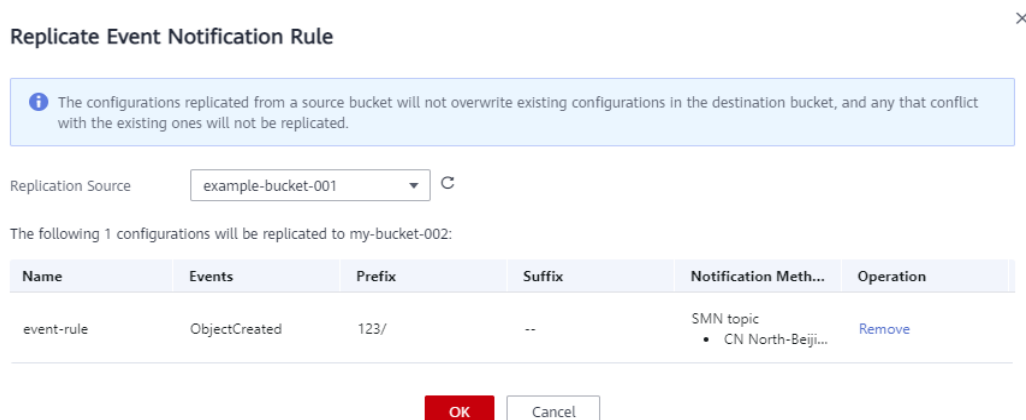 Replicate Event Notification Rule
The configurations replicated from a source bucket will not overwrite existing configurations in the destination bucket, and any that conflict
with the existing ones will not be replicated.
Replication Source example-bucket-001
The following 1 configurations will be replicated to my-bucket-002:
Name Events Prefix Suffix Notification Meth... Operation
event-rule ObjectCreated 123/ -- SMN topic Remove
• CN North-Beiji...
OK Cancel